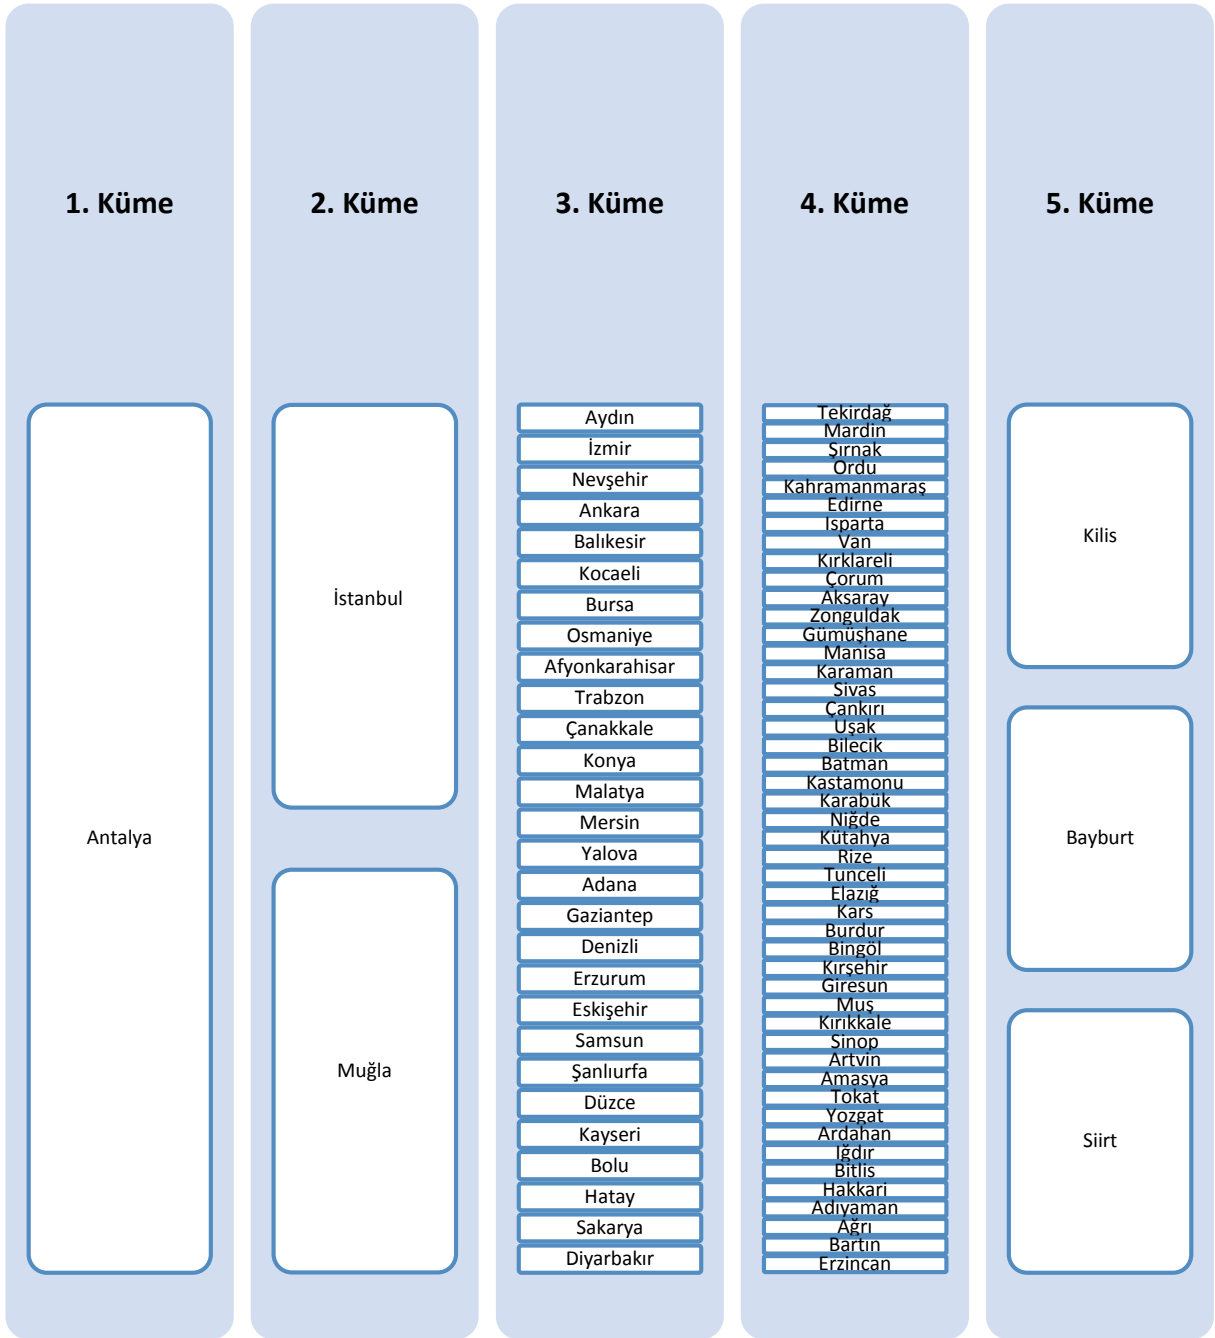 1. Küme
Antalya
2. Küme
İstanbul
Muğla
3. Küme
Aydın
İzmir
Nevşehir
Ankara
Balıkesir
Kocaeli
Bursa
Osmaniye
Afyonkarahisar
Trabzon
Çanakkale
Konya
Malatya
Mersin
Yalova
Adana
Gaziantep
Denizli
Erzurum
Eskişehir
Samsun
Şanlıurfa
Düzce
Kayseri
Bolu
Hatay
Sakarya
Diyarbakır
4. Küme
Tekirdağ
Mardin
Şırnak
Ordu
Kahramanmaraş
Edirne
Isparta
Van
Kırklareli
Çorum
Aksaray
Zonguldak
Gümüşhane
Manisa
Karaman
Sivas
Çankırı
Uşak
Bilecik
Batman
Kastamonu
Karabük
Niğde
Kütahya
Rize
Tunceli
Elazığ
Kars
Burdur
Bingöl
Kırşehir
Giresun
Muş
Kırıkkale
Sinop
Artvin
Amasya
Tokat
Yozgat
Ardahan
Iğdır
Bitlis
Hakkari
Adıyaman
Ağrı
Bartın
Erzincan
5. Küme
Kilis
Bayburt
Siirt